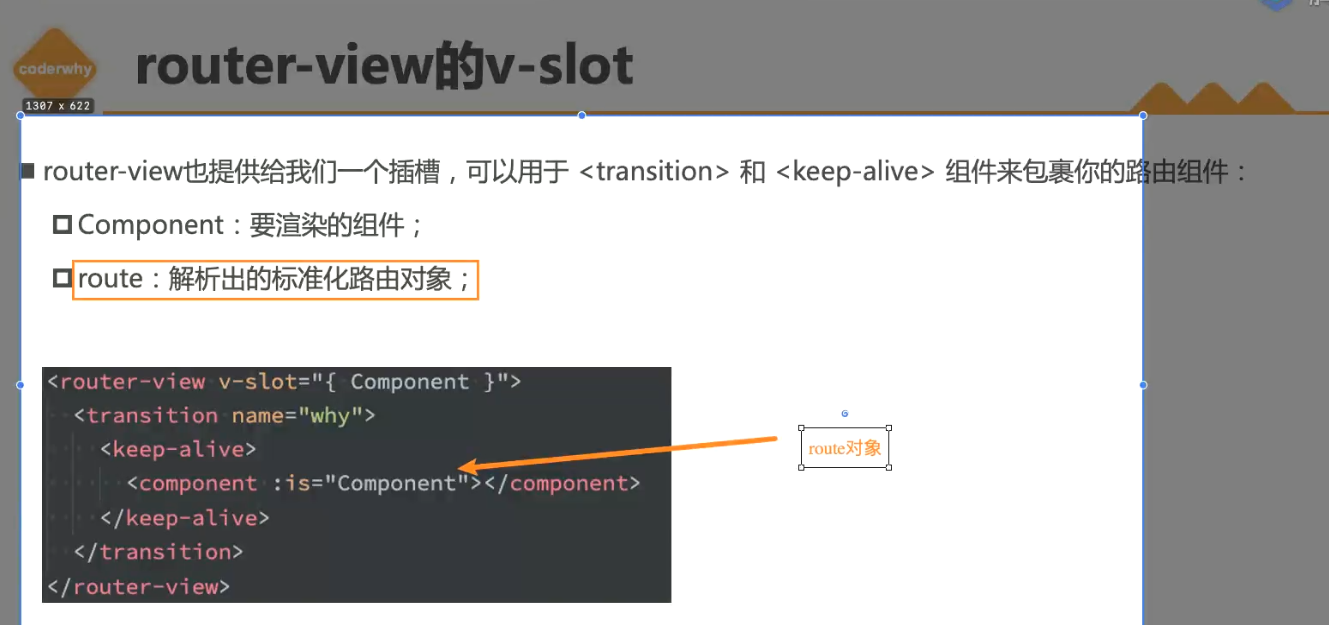 coderwhy
router-view的v-slot
1307 x 622
router-view也提供给我们一个插槽，可以用于 <transition> 和 <keep-alive> 组件来包裹你的路由组件：
Component：要渲染的组件；
route：解析出的标准化路由对象；
<router-view v-slot="{ Component }">
<transition name="why">
<keep-alive>
<component :is="Component"></component>
</keep-alive>
</transition>
</router-view>
route对象